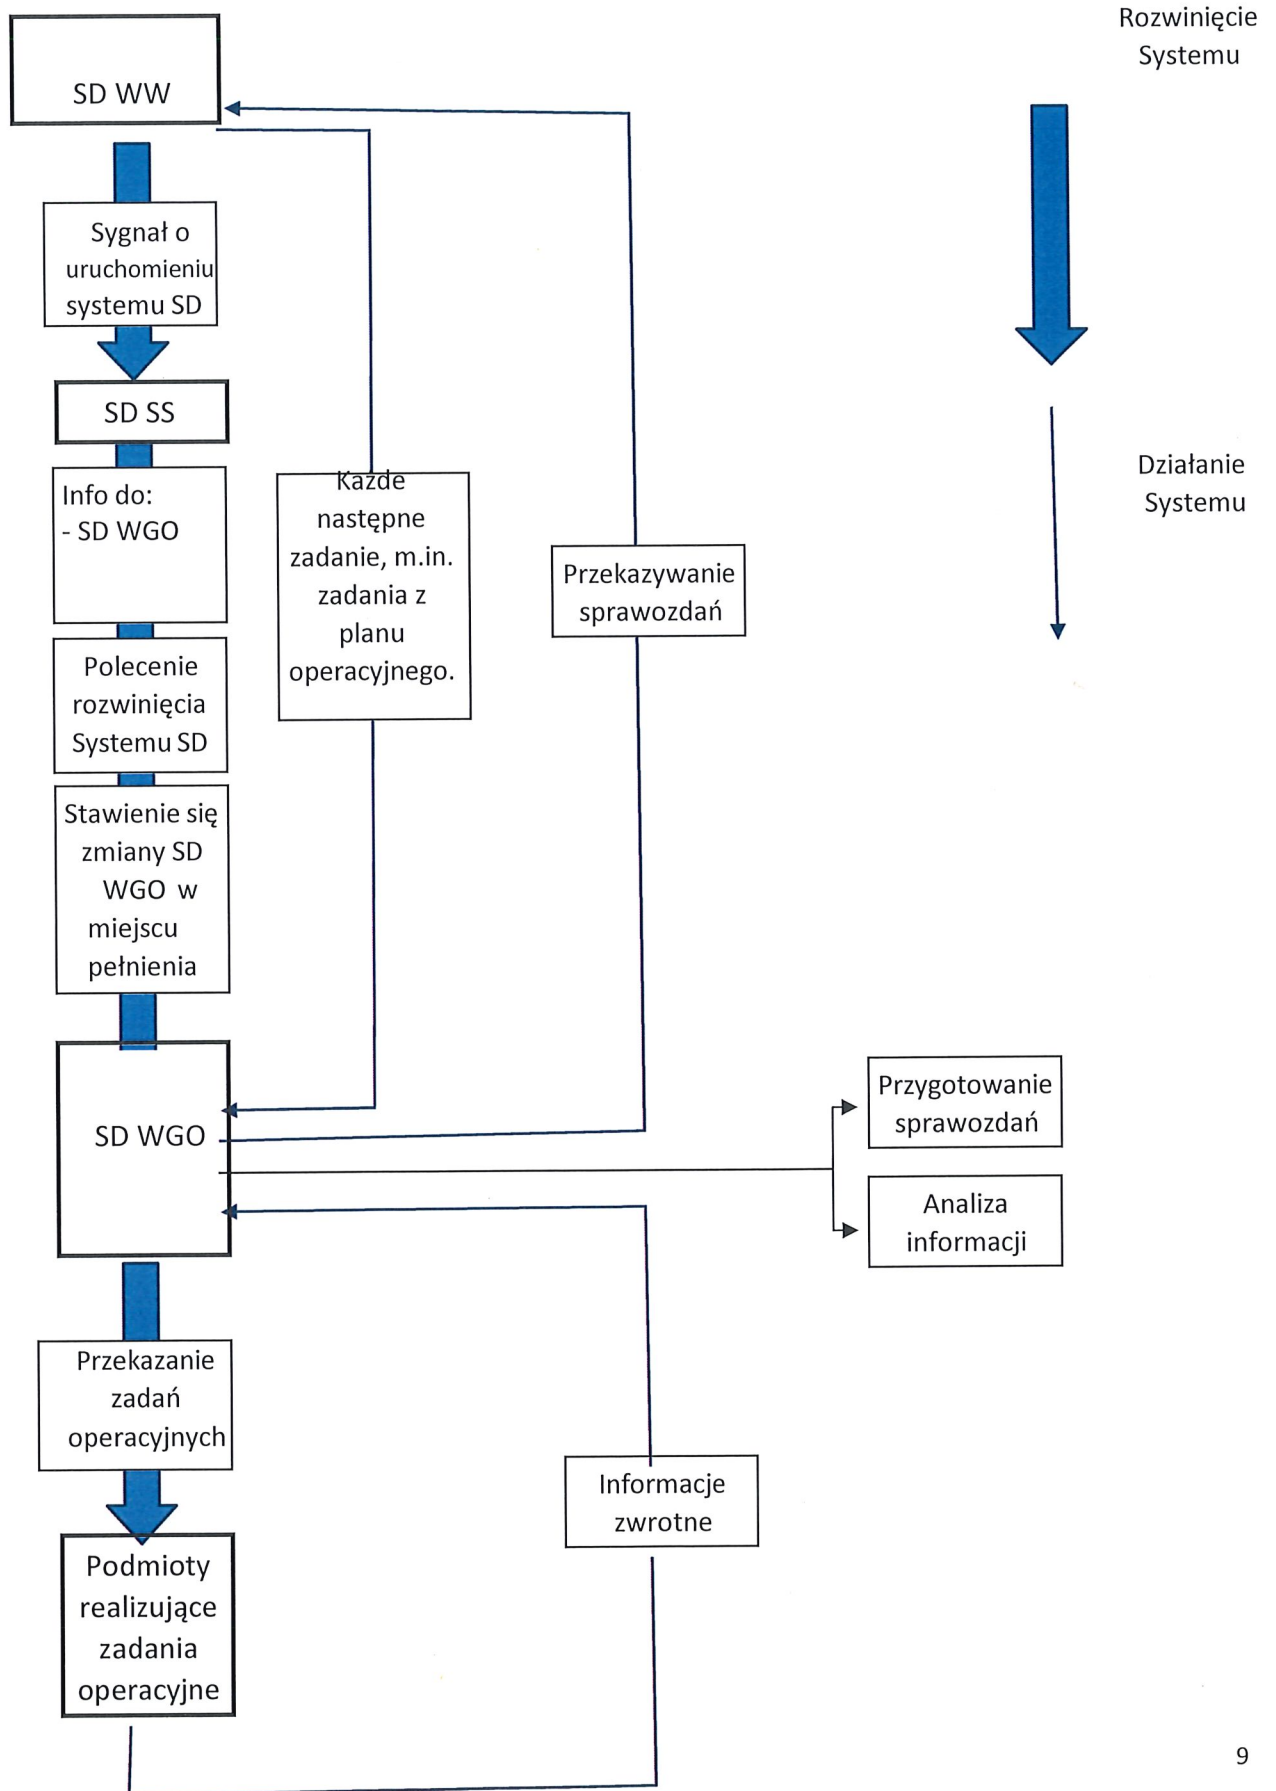 Rozwinięcie
Systemu
SD WW
Sygnał o
uruchomieniu
systemu SD
SD SS
Info do:
- SD WGO
Polecenie
rozwinięcia
Systemu SD
Stawienie się
zmiany SD
WGO w
miejscu
pełnienia
Każde
następne
zadanie, m.in.
zadania z
planu
operacyjnego.
Przekazywanie
sprawozdań
Działanie
Systemu
SD WGO
Przygotowanie
sprawozdań
Analiza
informacji
Przekazanie
zadań
operacyjnych
Informacje
zwrotne
Podmioty
realizujące
zadania
operacyjne
9